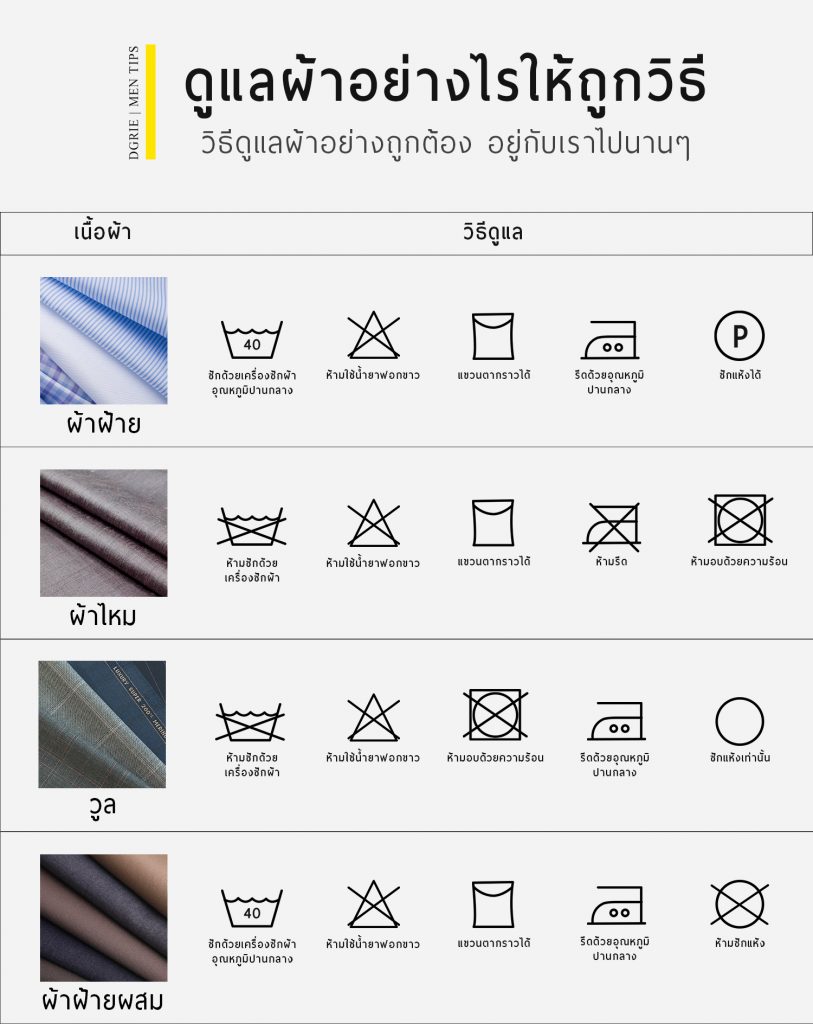 DGRIE | MEN TIPS
ดูแลผ้าอย่างไรให้ถูกวิธี
วิธีดูแลผ้าอย่างถูกต้อง อยู่กับเราไปนานๆ
เนื้อผ้า วิธีดูแล
40
P
ซักด้วยเครื่องซักผ้า
อุณหภูมิปานกลาง
ห้ามใช้น้ำยาฟอกขาว
แขวนตากราวได้
รีดด้วยอุณหภูมิ
ปานกลาง
ซักแห้งได้
ผ้าฝ้าย
ห้ามซักด้วย
เครื่องซักผ้า
ห้ามใช้น้ำยาฟอกขาว
แขวนตากราวได้
ห้ามรีด
ห้ามอบด้วยความร้อน
ผ้าไหม
LUXURY SUPER 200'S MERINO
ห้ามซักด้วย
เครื่องซักผ้า
ห้ามใช้น้ำยาฟอกขาว
ห้ามอบด้วยความร้อน
รีดด้วยอุณหภูมิ
ปานกลาง
ซักแห้งเท่านั้น
วูล
40
ซักด้วยเครื่องซักผ้า
อุณหภูมิปานกลาง
ห้ามใช้น้ำยาฟอกขาว
แขวนตากราวได้
รีดด้วยอุณหภูมิ
ปานกลาง
ห้ามซักแห้ง
ผ้าฝ้ายผสม